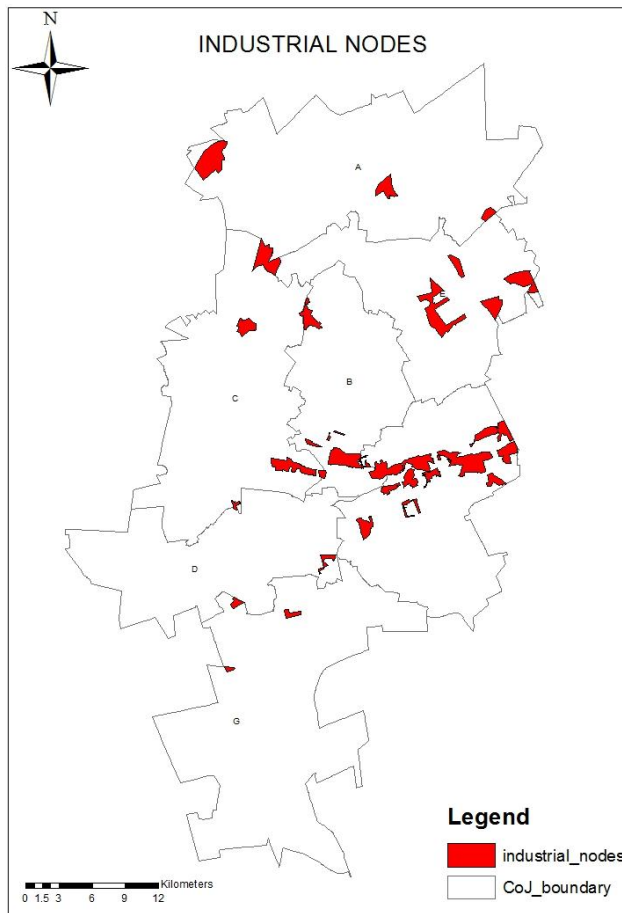 N
INDUSTRIAL NODES
A
E
B
C
D
G
Legend
industrial_nodes
CoJ_boundary
Kilometers
0 1.5 3 6 9 12